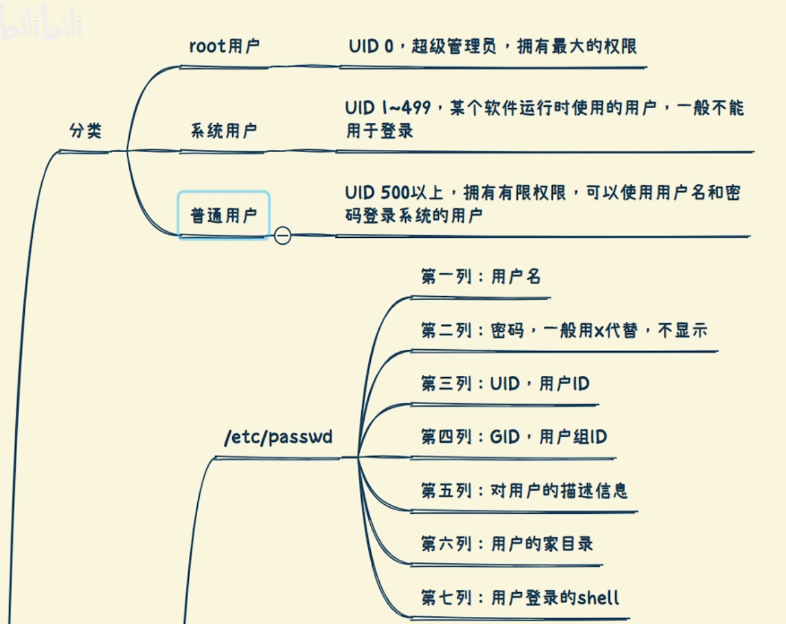 bilibili
root用户
UID 0，超级管理员，拥有最大的权限
分类
系统用户
UID 1~499，某个软件运行时使用的用户，一般不能
用于登录
普通用户
UID 500以上，拥有有限权限，可以使用用户名和密
码登录系统的用户
/etc/passwd
第一列：用户名
第二列：密码，一般用x代替，不显示
第三列：UID，用户ID
第四列：GID，用户组ID
第五列：对用户的描述信息
第六列：用户的家目录
第七列：用户登录的shell